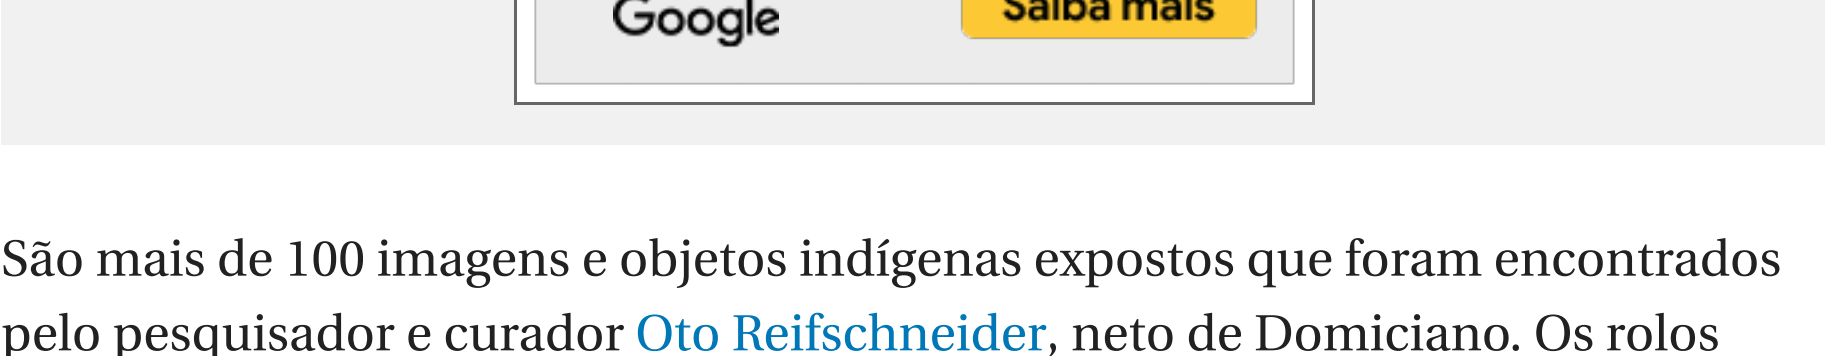 Google
Saiba mais
São mais de 100 imagens e objetos indígenas expostos que foram encontrados
pelo pesquisador e curador Oto Reifschneider, neto de Domiciano. Os rolos